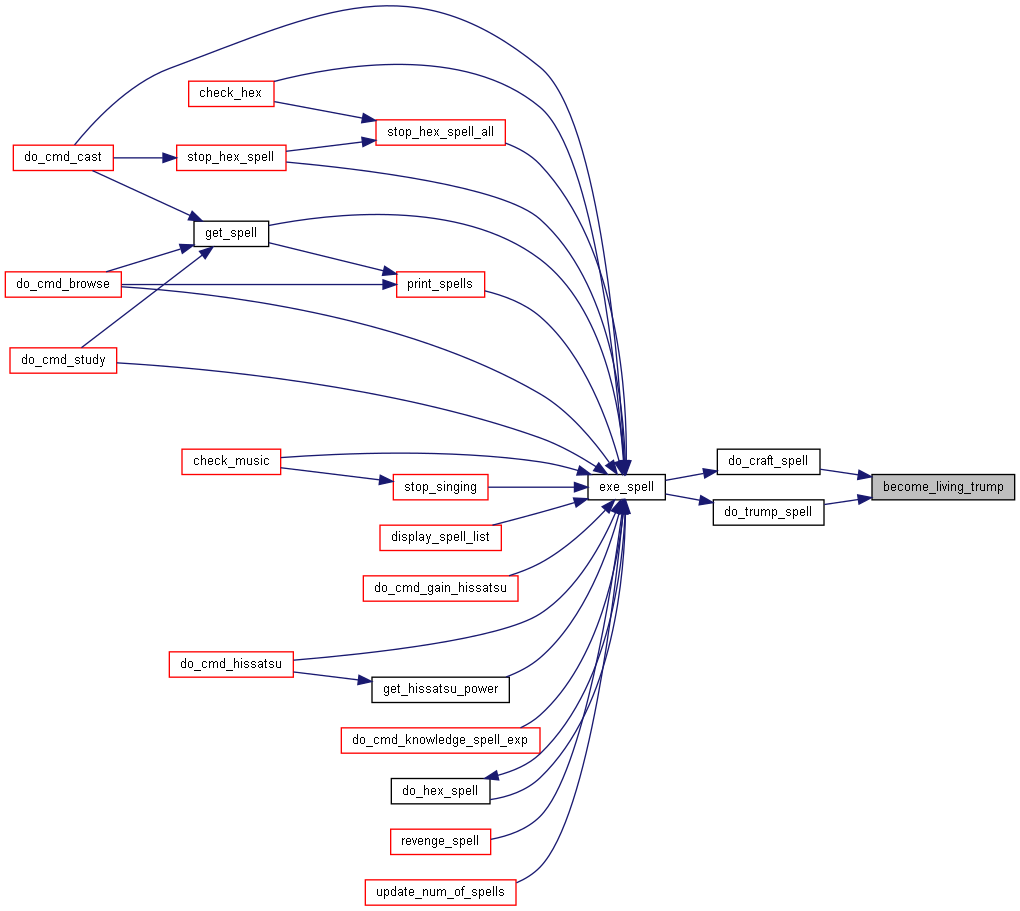 check_hex
stop_hex_spell_all
do_cmd_cast
stop_hex_spell
get_spell
do_cmd_browse
print_spells
do_cmd_study
check_music
do_craft_spell
stop_singing
exe_spell
become_living_trump
do_trump_spell
display_spell_list
do_cmd_gain_hissatsu
do_cmd_hissatsu
get_hissatsu_power
do_cmd_knowledge_spell_exp
do_hex_spell
revenge_spell
update_num_of_spells